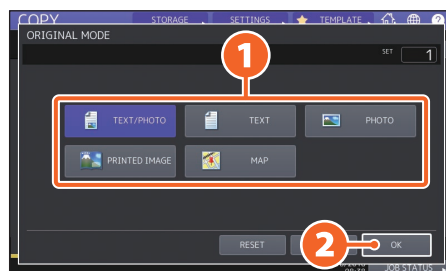 COPY STORAGE SETTINGS TEMPLATE ?
ORIGINAL MODE
1
SET 1
TEXT/PHOTO TEXT PHOTO
PRINTED IMAGE MAP
RESET 2 OK
JOB STATUS